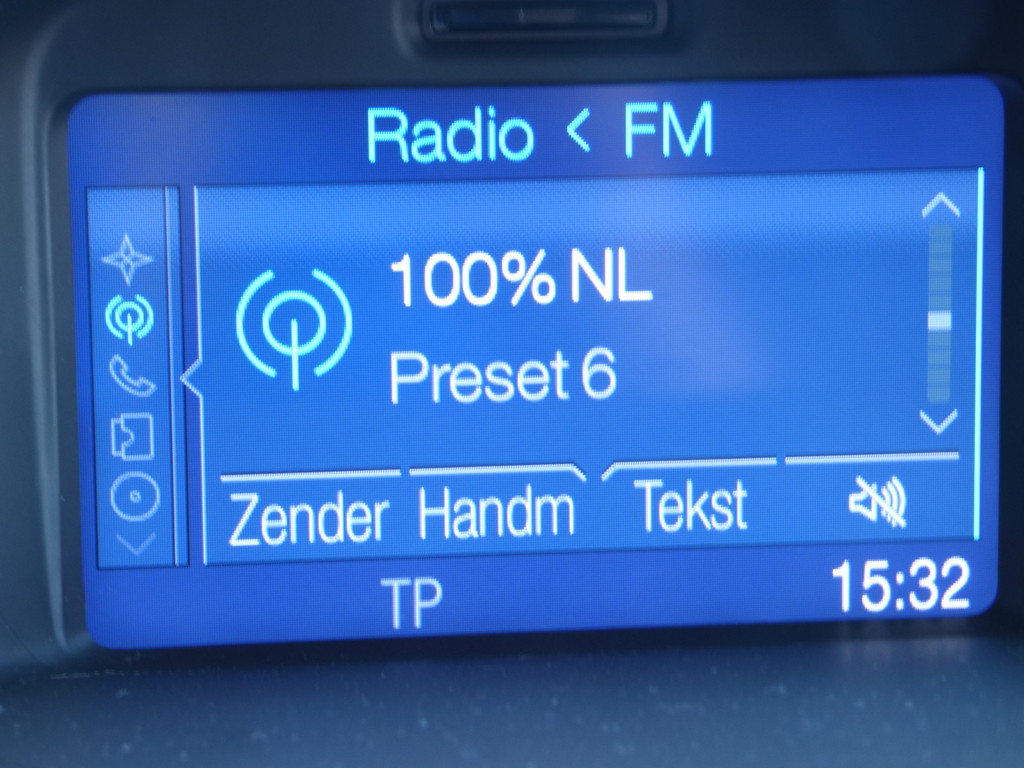 Radio < FM
100% NL
Preset 6
Zender Handm Tekst
TP 15:32